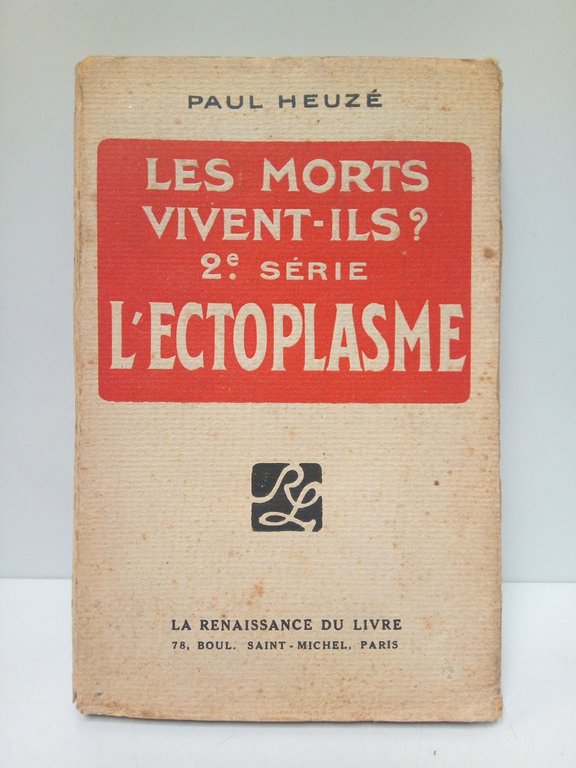 PAUL HEUZÉ
LES MORTS
VIVENT-ILS?
2e. SÉRIE
L'ECTOPLASME
RL
LA RENAISSANCE DU LIVRE
78, BOUL. SAINT-MICHEL, PARIS